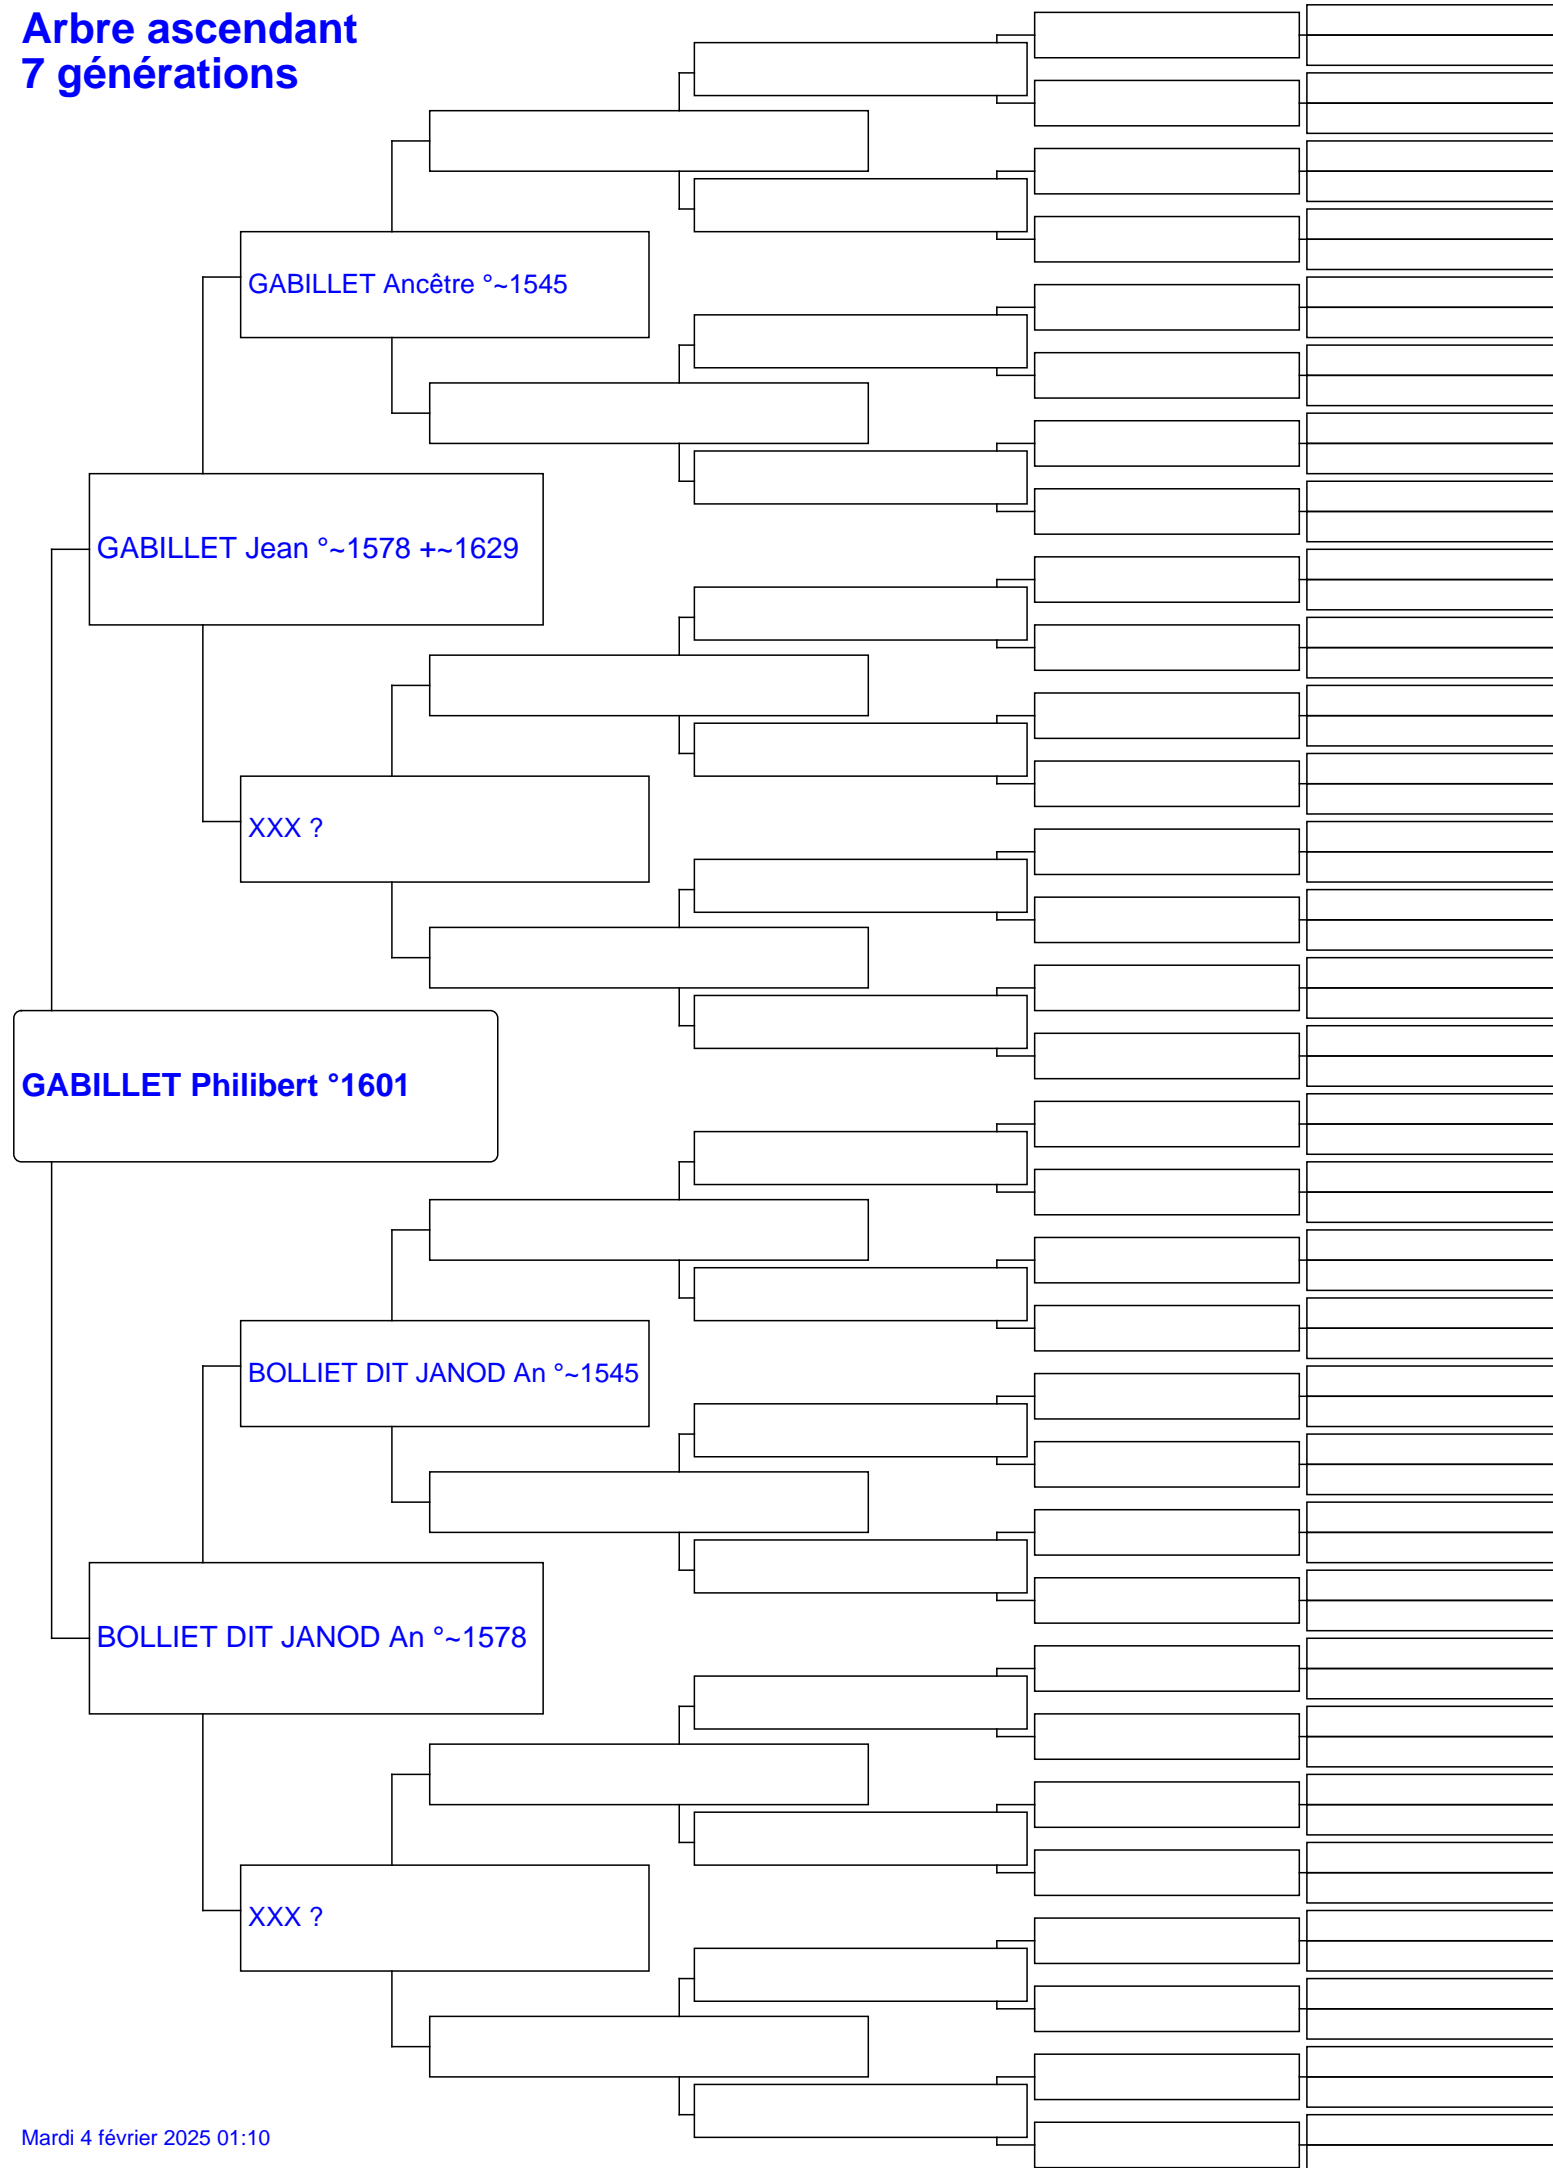 Arbre ascendant
7 générations
GABILLET Ancêtre °~1545
GABILLET Jean °~1578 +~1629
XXX ?
GABILLET Philibert °1601
BOLLIET DIT JANOD An °~1545
BOLLIET DIT JANOD An °~1578
XXX ?
Mardi 4 février 2025 01:10